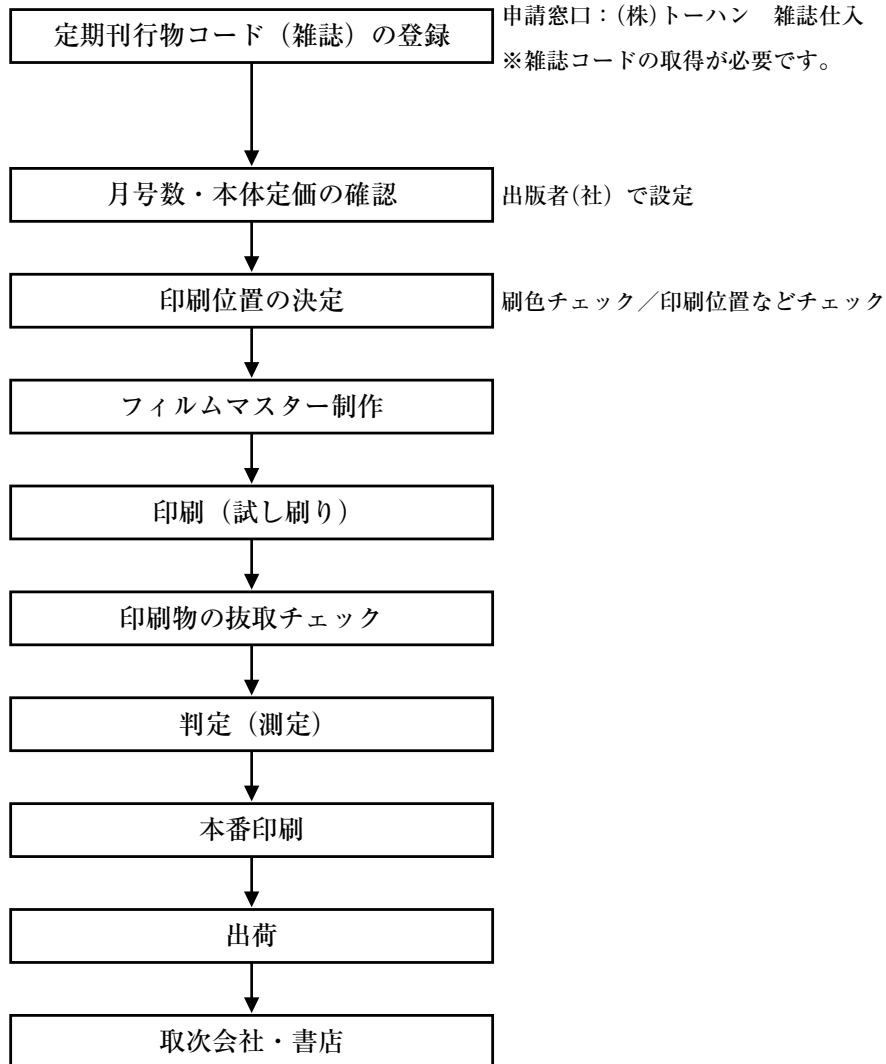 定期刊行物コード（雑誌）の登録
申請窓口：(株)トーハン　雑誌仕入
※雑誌コードの取得が必要です。
月号数・本体定価の確認
出版者(社）で設定
印刷位置の決定
刷色チェック／印刷位置などチェック
フィルムマスター制作
印刷（試し刷り）
印刷物の抜取チェック
判定（測定）
本番印刷
出荷
取次会社・書店